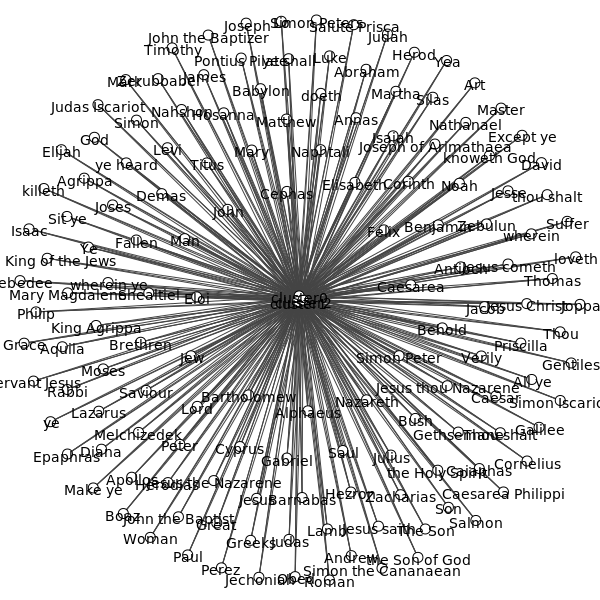 Joseph
Simon Peter
Salute Prisca
John the Baptizer
Judah
Timothy
Herod
Yea
Pontius Pilate
shall
Luke
Abraham
Mark
Zerubbabel
James
Art
Babylon
doeth
Martha
Silas
Judas Iscariot
Nahshon
Hosanna
Master
Simon
Matthew
Annas
Nathanael
God
Isaiah
Except ye
Elijah
Levi
Mary
Naphtali
Joseph of Arimathaea
ye heard
Titus
knoweth God
David
Agrippa
Elisabeth
Corinth
Noah
killeth
Demas
Cephas
Jesse
thou shalt
Joses
John
Sit ye
Felix
Benjamin
Zebulun
Suffer
Isaac
Ye
Fallen
Man
wherein
King of the Jews
Antioch
Jesus Cometh
loveth
ebedee
wherein ye
Caesarea
Thomas
Mary Magdalene
Shealtiel
Eloi
cluster0
Philip
Jacob
Jesus Christ
Joppa
King Agrippa
Behold
Thou
Grace
Aquila
Brethren
Jew
Simon Peter
Verily
Priscilla
Moses
Gentiles
ervant Jesus
Rabbi
Saviour
Bartholomew
Jesus thou Nazarene
All ye
Lord
Nazareth
Caesar
Simon Iscario
Lazarus
Alphaeus
ye
Bush
Melchizedek
Gethsemane
Thou shalt
Galilee
Epaphras
Diana
Peter
Cyprus
Saul
Gabriel
Julius
Cornelius
Apollos
Jesus the Nazarene
the Holy Spirit
Caiaphas
Make ye
Herodias
Hezron
Zacharias
Caesarea Philippi
Jesus
Barnabas
Son
Boaz
John the Baptist
Salmon
Great
Lamb
Jesus said
The Son
Woman
Greeks
Judas
Paul
Andrew
the Son of God
Perez
Simon the Cananaean
Jechoniah
Obed
Roman